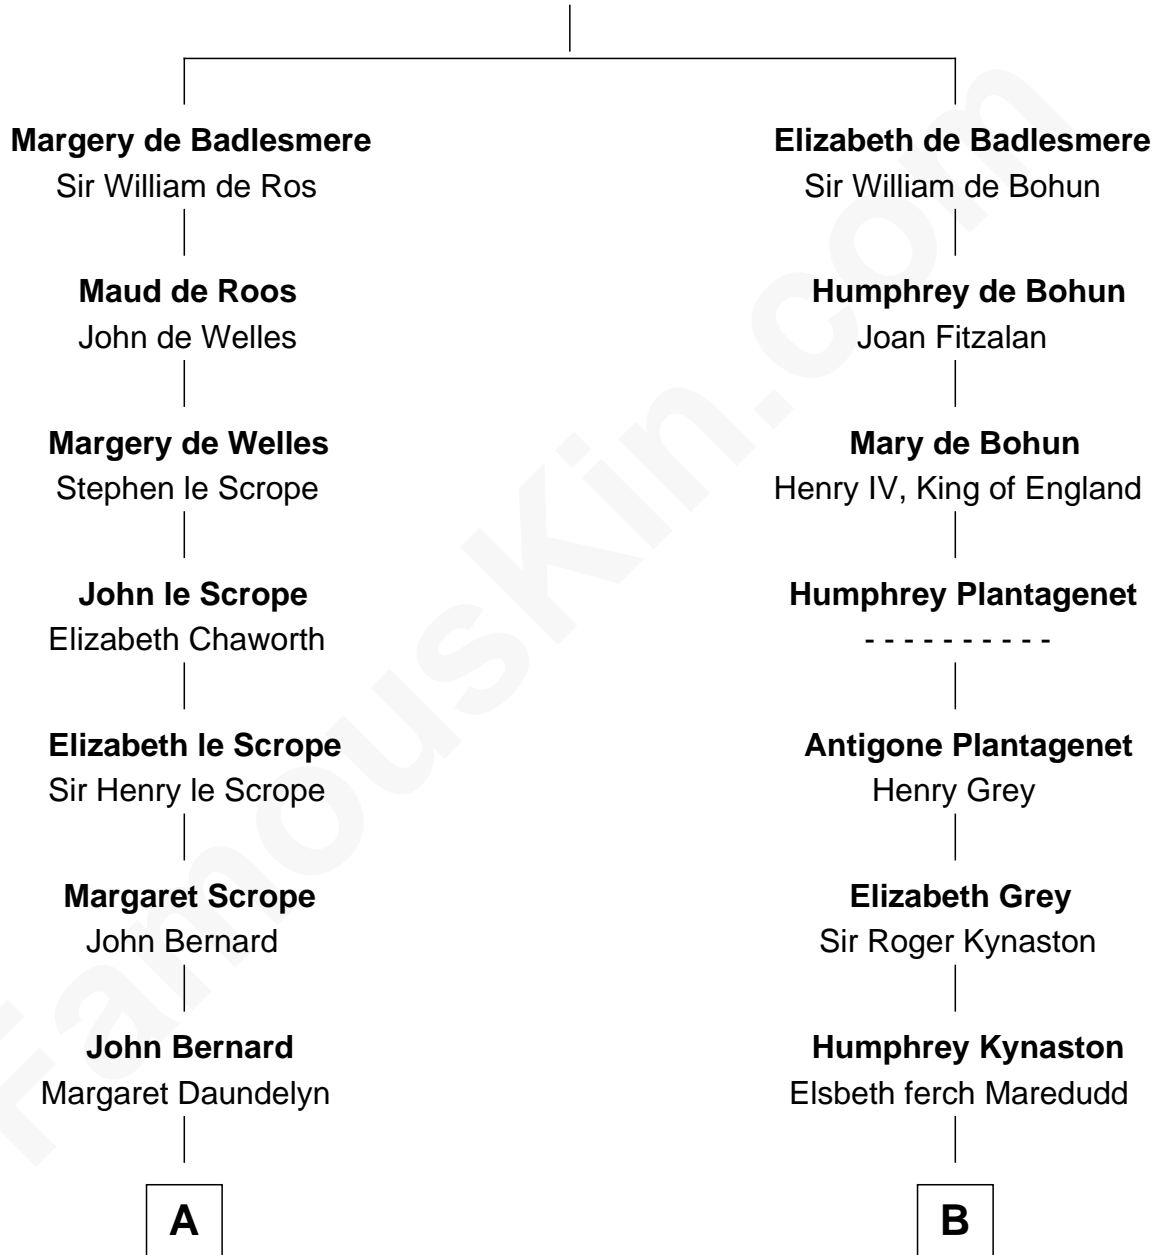 Margery de Badlesmere
Sir William de Ros
Maud de Roos
John de Welles
Margery de Welles
Stephen le Scrope
John le Scrope
Elizabeth Chaworth
Elizabeth le Scrope
Sir Henry le Scrope
Margaret Scrope
John Bernard
John Bernard
Margaret Daundelyn
A
Elizabeth de Badlesmere
Sir William de Bohun
Humphrey de Bohun
Joan Fitzalan
Mary de Bohun
Henry IV, King of England
Humphrey Plantagenet
- - - - - - - - - -
Antigone Plantagenet
Henry Grey
Elizabeth Grey
Sir Roger Kynaston
Humphrey Kynaston
Elsbeth ferch Maredudd
B
FamousKin.com